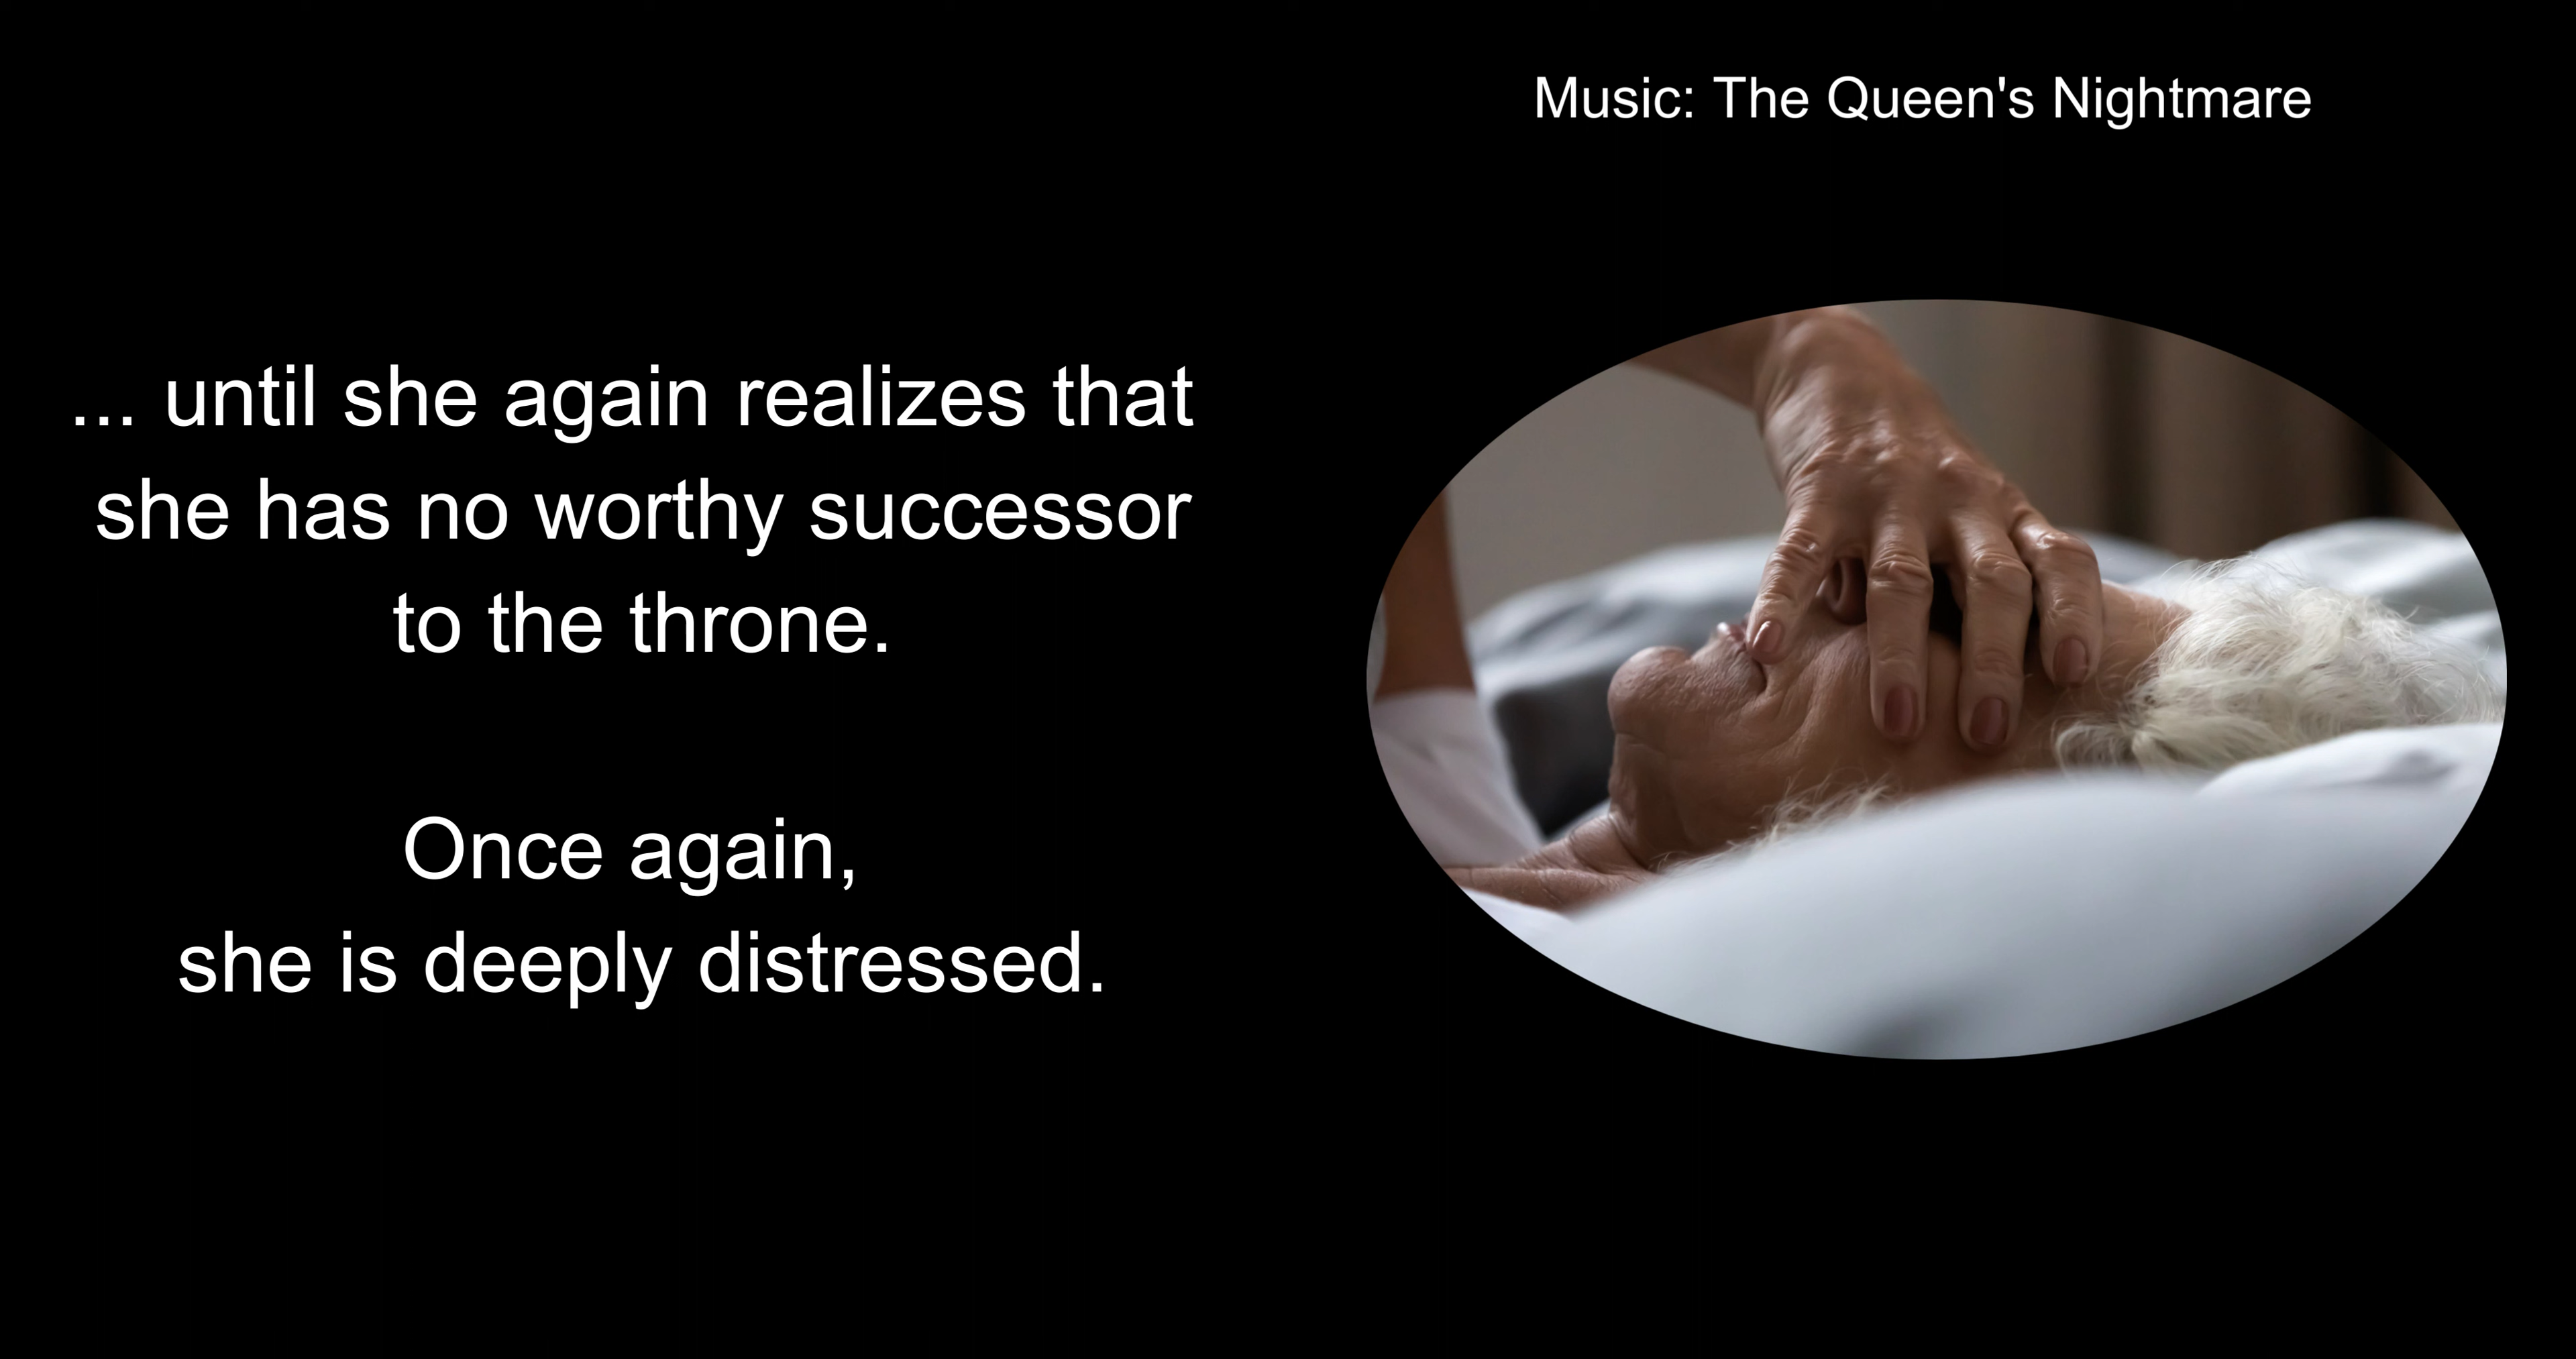 Music: The Queen's Nightmare
... until she again realizes that
she has no worthy successor
to the throne.
Once again,
she is deeply distressed.